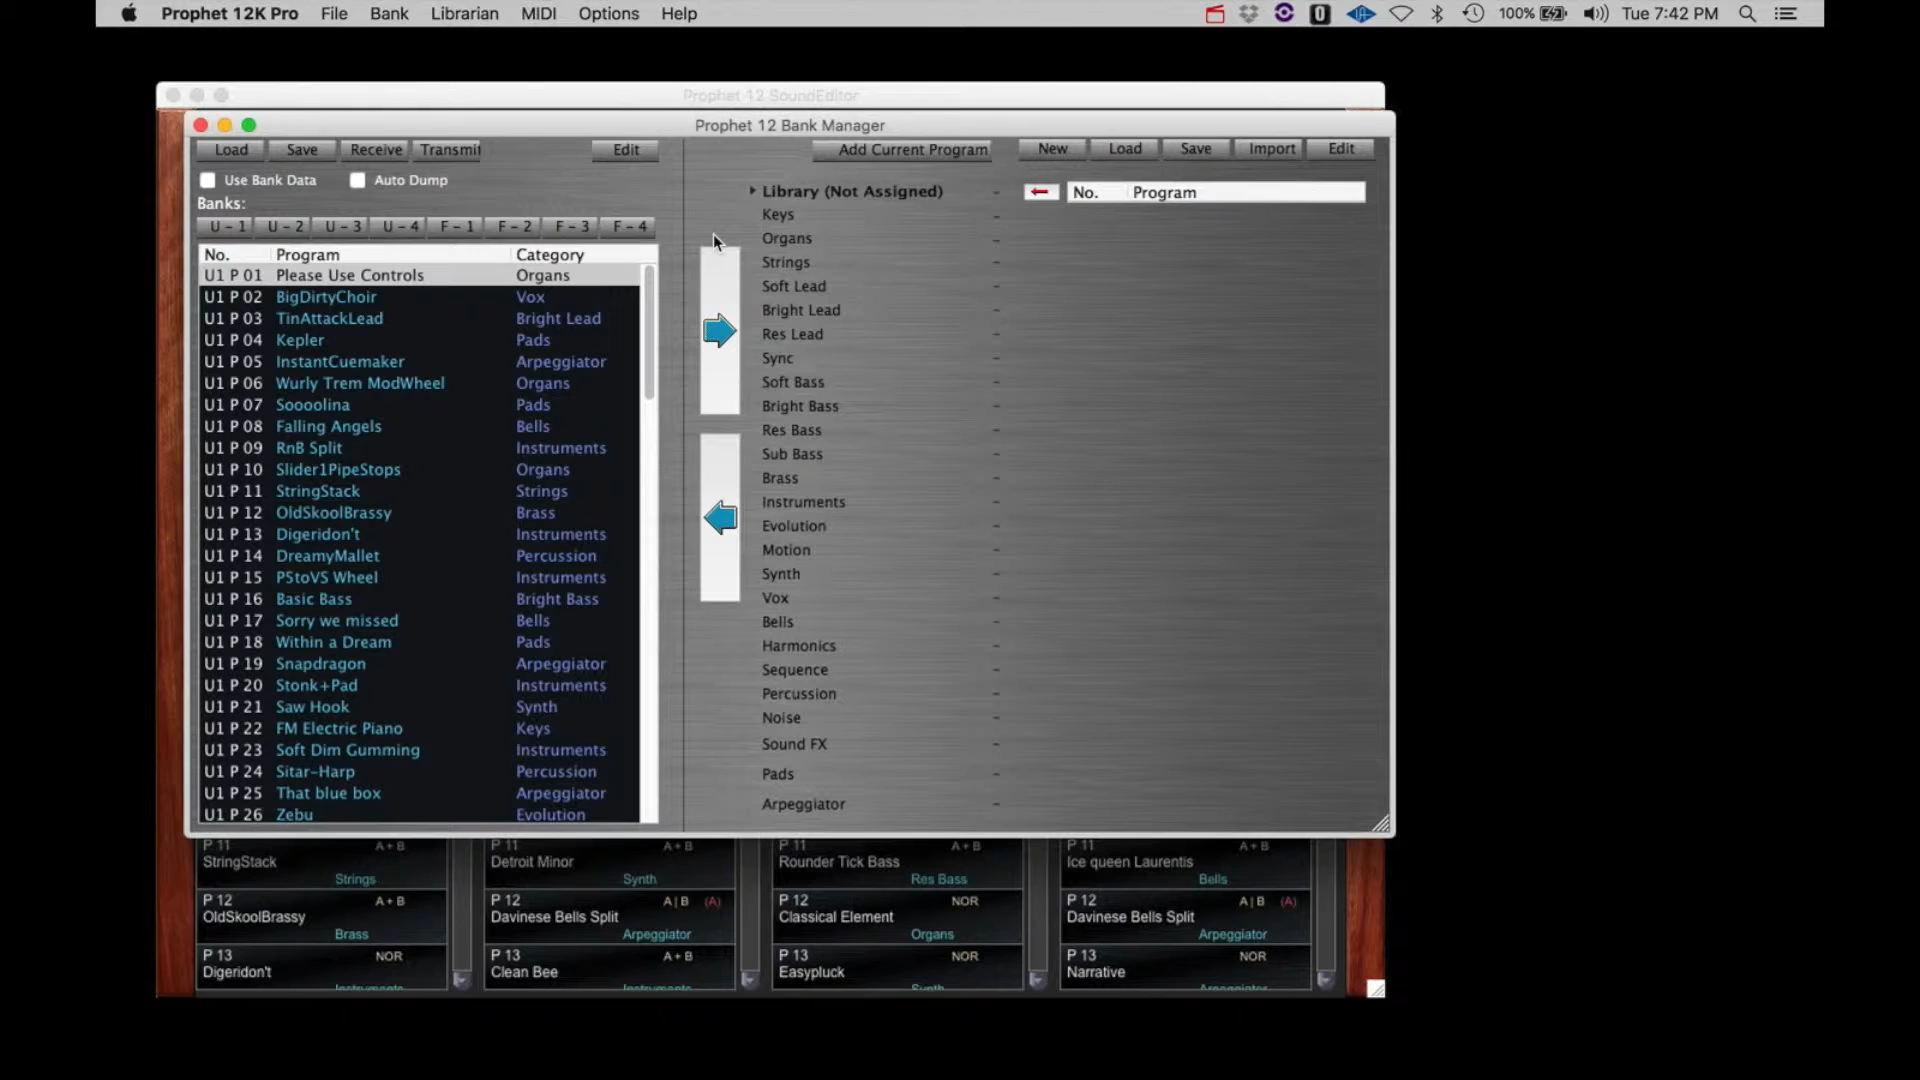 Prophet 12K Pro File Bank Librarian MIDI Options Help 100% Tue 7:42 PM
Prophet 12 SoundEditor
Prophet 12 Bank Manager
Load Save Receive Transmit Edit
Add Current Program
New Load Save Import Edit
Use Bank Data Auto Dump
Banks:
U - 1 U - 2 U - 3 U - 4 F - 1 F - 2 F - 3 F - 4
No. Program Category
U1 P 01 Please Use Controls Organs
U1 P 02 BigDirtyChoir Vox
U1 P 03 TinAttackLead Bright Lead
U1 P 04 Kepler Pads
U1 P 05 InstantCuemaker Arpeggiator
U1 P 06 Wurly Trem ModWheel Organs
U1 P 07 Soooolina Pads
U1 P 08 Falling Angels Bells
U1 P 09 RnB Split Instruments
U1 P 10 Slider1PipeStops Organs
U1 P 11 StringStack Strings
U1 P 12 OldSkoolBrassy Brass
U1 P 13 Digeridon't Instruments
U1 P 14 DreamyMallet Percussion
U1 P 15 P5toVS Wheel Instruments
U1 P 16 Basic Bass Bright Bass
U1 P 17 Sorry we missed Bells
U1 P 18 Within a Dream Pads
U1 P 19 Snapdragon Arpeggiator
U1 P 20 Stonk+Pad Instruments
U1 P 21 Saw Hook Synth
U1 P 22 FM Electric Piano Keys
U1 P 23 Soft Dim Gumming Instruments
U1 P 24 Sitar-Harp Percussion
U1 P 25 That blue box Arpeggiator
U1 P 26 Zebu Evolution
Library (Not Assigned) -
Keys -
Organs -
Strings -
Soft Lead -
Bright Lead -
Res Lead -
Sync -
Soft Bass -
Bright Bass -
Res Bass -
Sub Bass -
Brass -
Instruments -
Evolution -
Motion -
Synth -
Vox -
Bells -
Harmonics -
Sequence -
Percussion -
Noise -
Sound FX -
Pads -
Arpeggiator -
No. Program
P 11 A + B P 11 A + B P 11 A + B P 11 A + B
StringStack Detroit Minor Rounder Tick Bass Ice queen Laurentis
Strings Synth Res Bass Bells
P 12 A + B P 12 A | B (A) P 12 NOR P 12 A | B (A)
OldSkoolBrassy Davinese Bells Split Classical Element Davinese Bells Split
Brass Arpeggiator Organs Arpeggiator
P 13 NOR P 13 A + B P 13 NOR P 13 NOR
Digeridon't Clean Bee Easypluck Narrative
Instruments Instruments Synth Arpeggiator